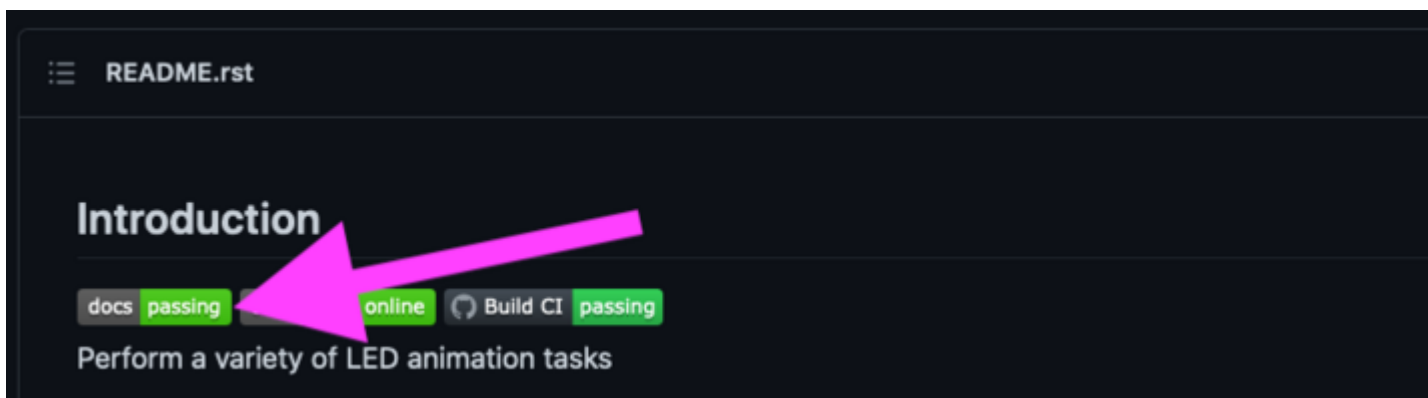 README.rst
Introduction
docs passing online Build CI passing
Perform a variety of LED animation tasks